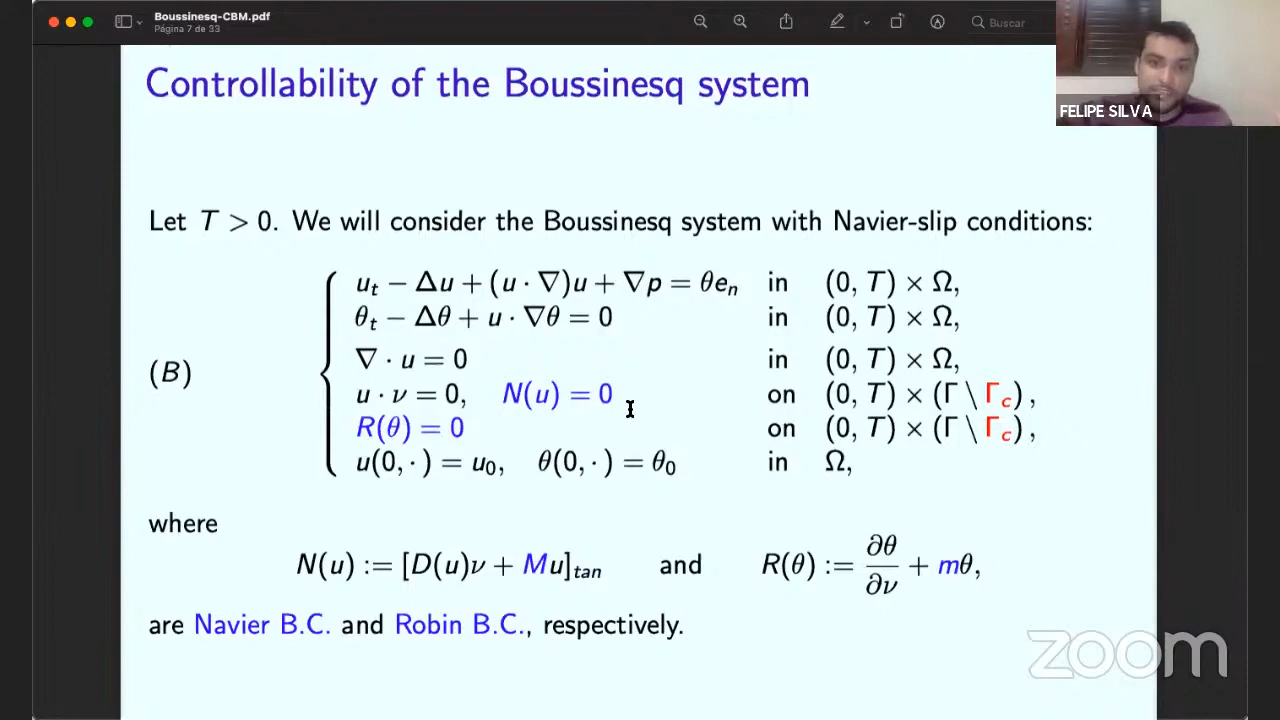 Boussinesq-CBM.pdf
Página 7 de 33
Buscar
FELIPE SILVA
Controllability of the Boussinesq system
Let T > 0. We will consider the Boussinesq system with Navier-slip conditions:
(B)
u_t − Δu + (u · ∇)u + ∇p = θe_n in (0, T) × Ω,
θ_t − Δθ + u · ∇θ = 0 in (0, T) × Ω,
∇ · u = 0 in (0, T) × Ω,
u · ν = 0, N(u) = 0 on (0, T) × (Γ \ Γ_c),
R(θ) = 0 on (0, T) × (Γ \ Γ_c),
u(0, ·) = u_0, θ(0, ·) = θ_0 in Ω,
where
N(u) := [D(u)ν + Mu]_tan and R(θ) := ∂θ/∂ν + mθ,
are Navier B.C. and Robin B.C., respectively.
zoom